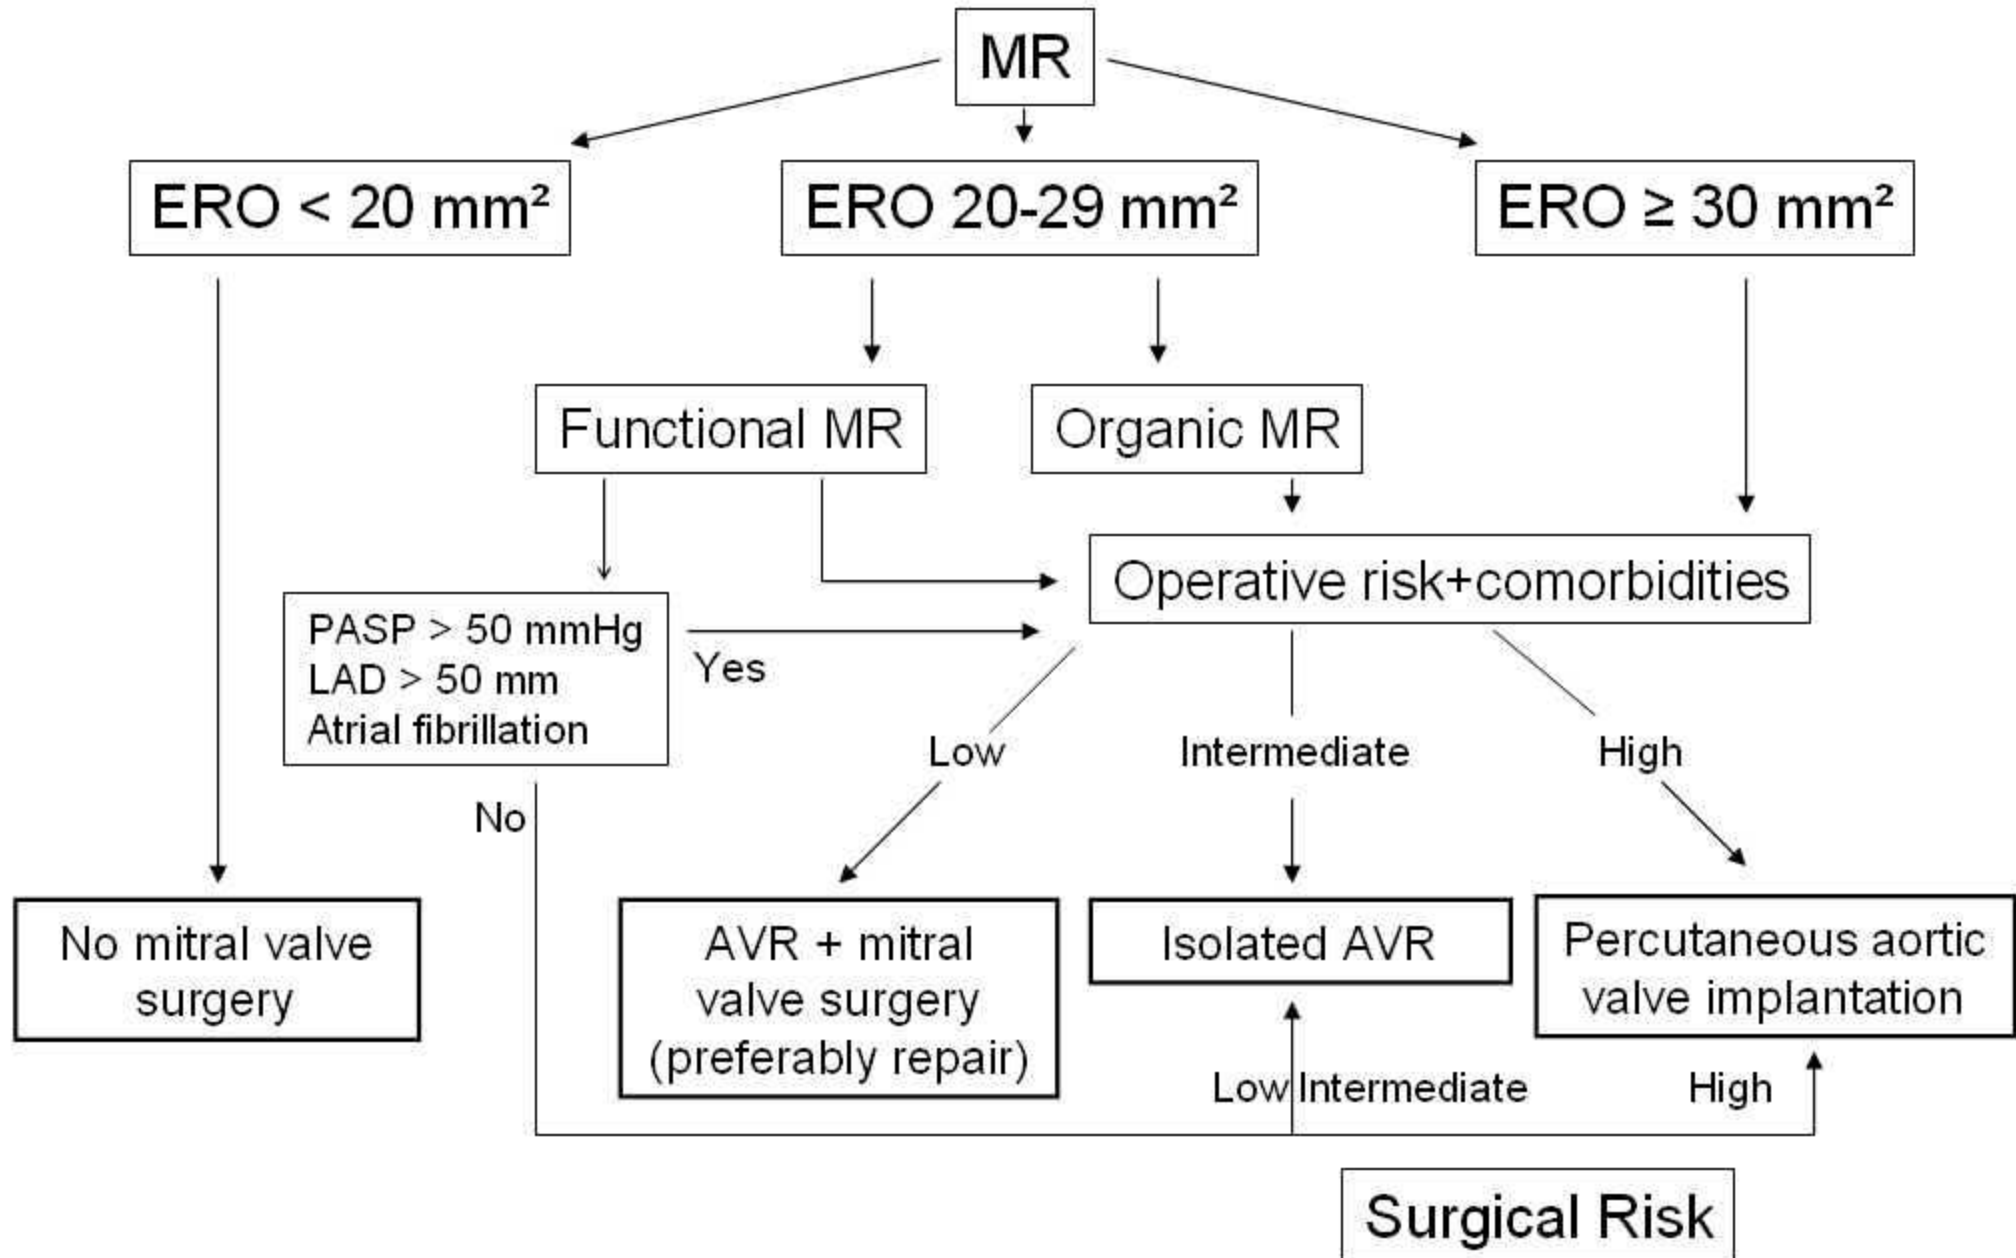 MR
ERO < 20 mm²
ERO 20-29 mm²
ERO ≥ 30 mm²
Functional MR
Organic MR
Operative risk+comorbidities
PASP > 50 mmHg
LAD > 50 mm
Atrial fibrillation
Yes
No
Low
Intermediate
High
No mitral valve
surgery
AVR + mitral
valve surgery
(preferably repair)
Isolated AVR
Percutaneous aortic
valve implantation
Low
Intermediate
High
Surgical Risk